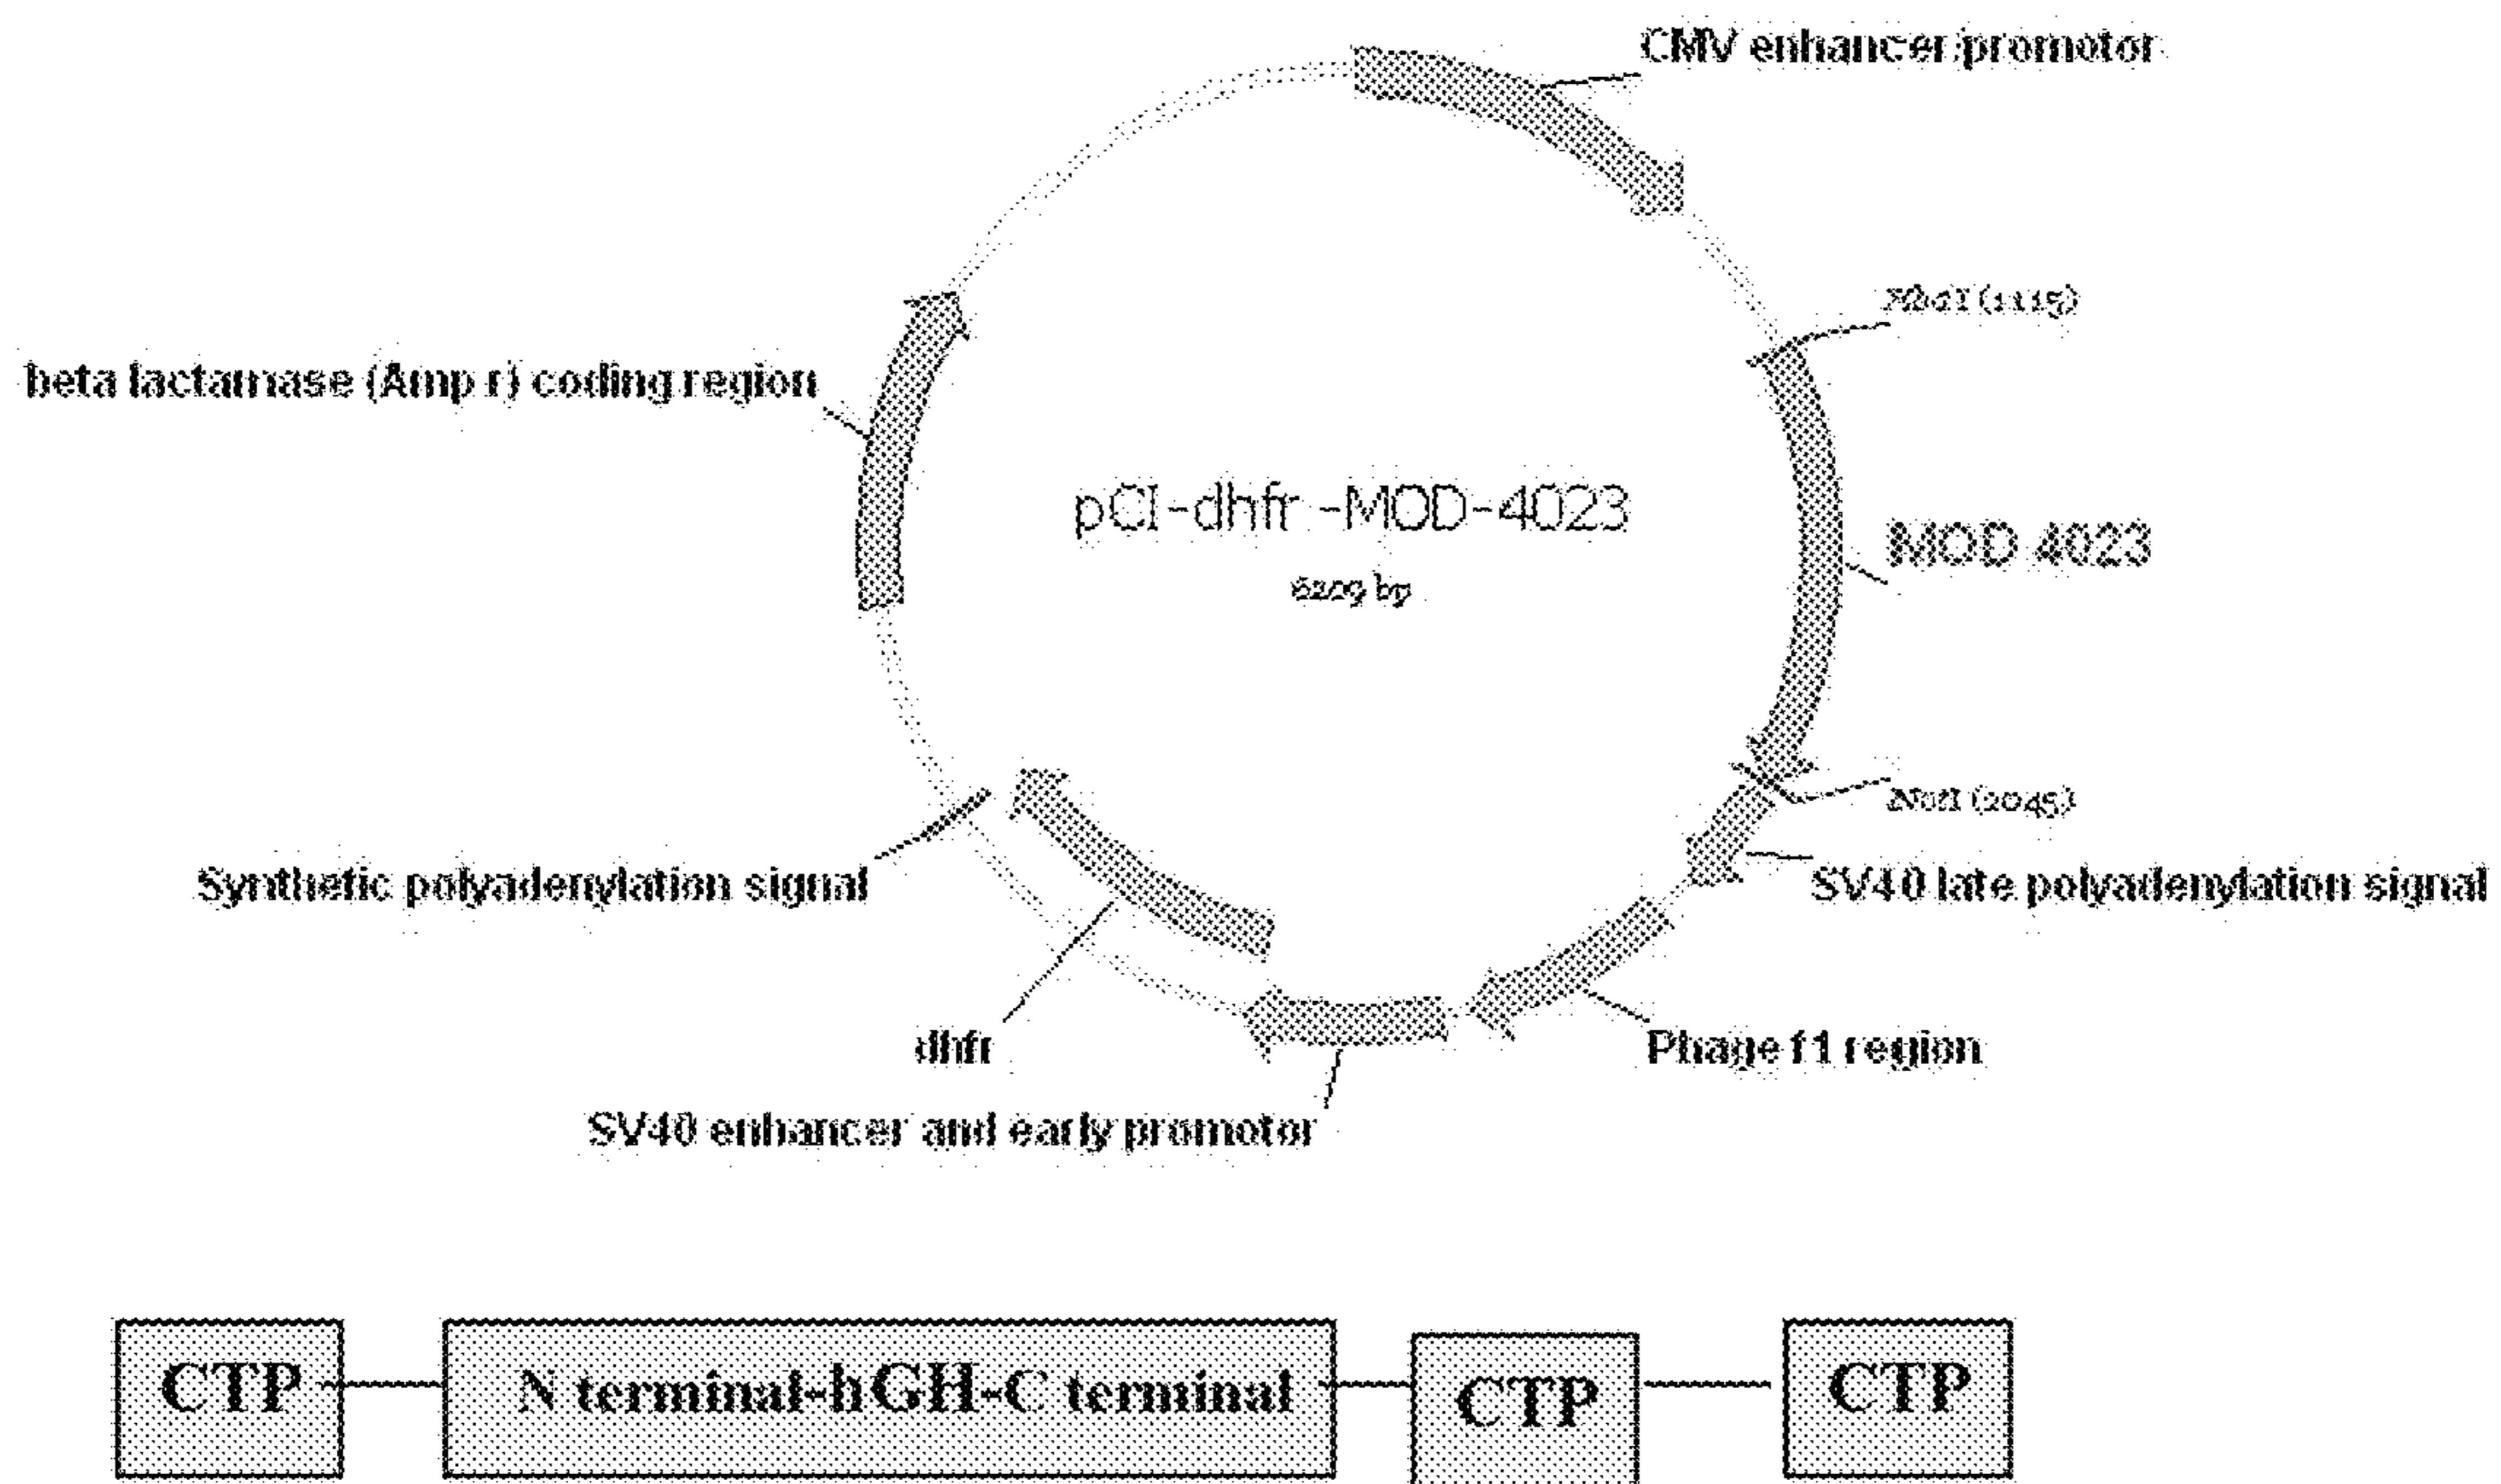 CMV enhancer/promotor
XbaI (1115)
beta lactamase (Amp r) coding region
pCI-dhfr -MOD-4023
6209 bp
MOD 4023
NotI (2045)
Synthetic polyadenylation signal
SV40 late polyadenylation signal
dhfr
Phage f1 region
SV40 enhancer and early promotor
CTP
N terminal-hGH-C terminal
CTP
CTP